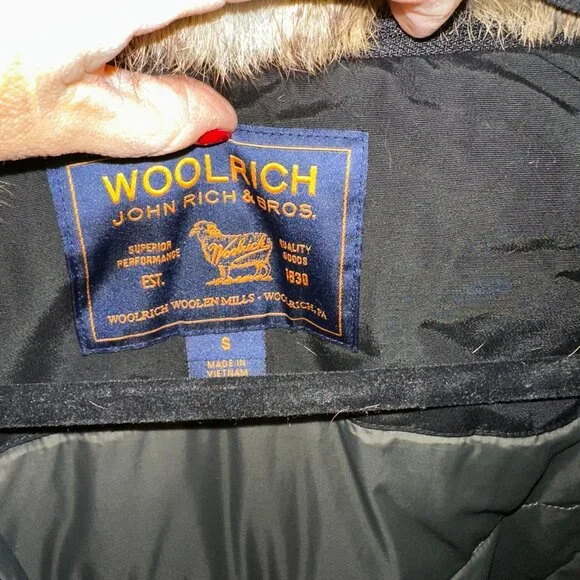 WOOLRICH
JOHN RICH & BROS.
SUPERIOR PERFORMANCE
Woolrich
QUALITY GOODS
EST. 1830
WOOLRICH WOOLEN MILLS - WOOLRICH, PA
S
MADE IN
VIETNAM